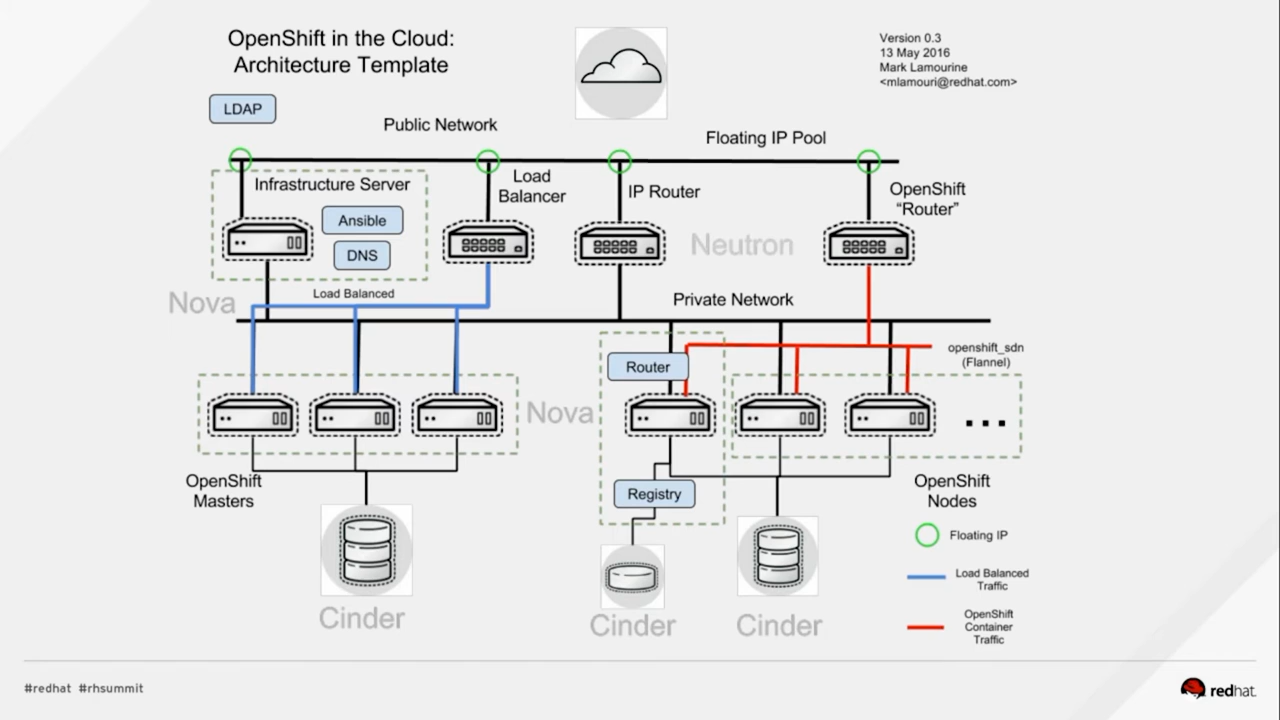 OpenShift in the Cloud:
Architecture Template
Version 0.3
13 May 2016
Mark Lamourine
<mlamouri@redhat.com>
LDAP
Public Network
Floating IP Pool
Infrastructure Server
Load
Balancer
IP Router
OpenShift
“Router”
Ansible
DNS
Neutron
Nova
Load Balanced
Private Network
openshift_sdn
(Flannel)
Router
Nova
...
OpenShift
Masters
Registry
OpenShift
Nodes
Floating IP
Load Balanced
Traffic
OpenShift
Container
Traffic
Cinder
Cinder
Cinder
#redhat #rhsummit
redhat.